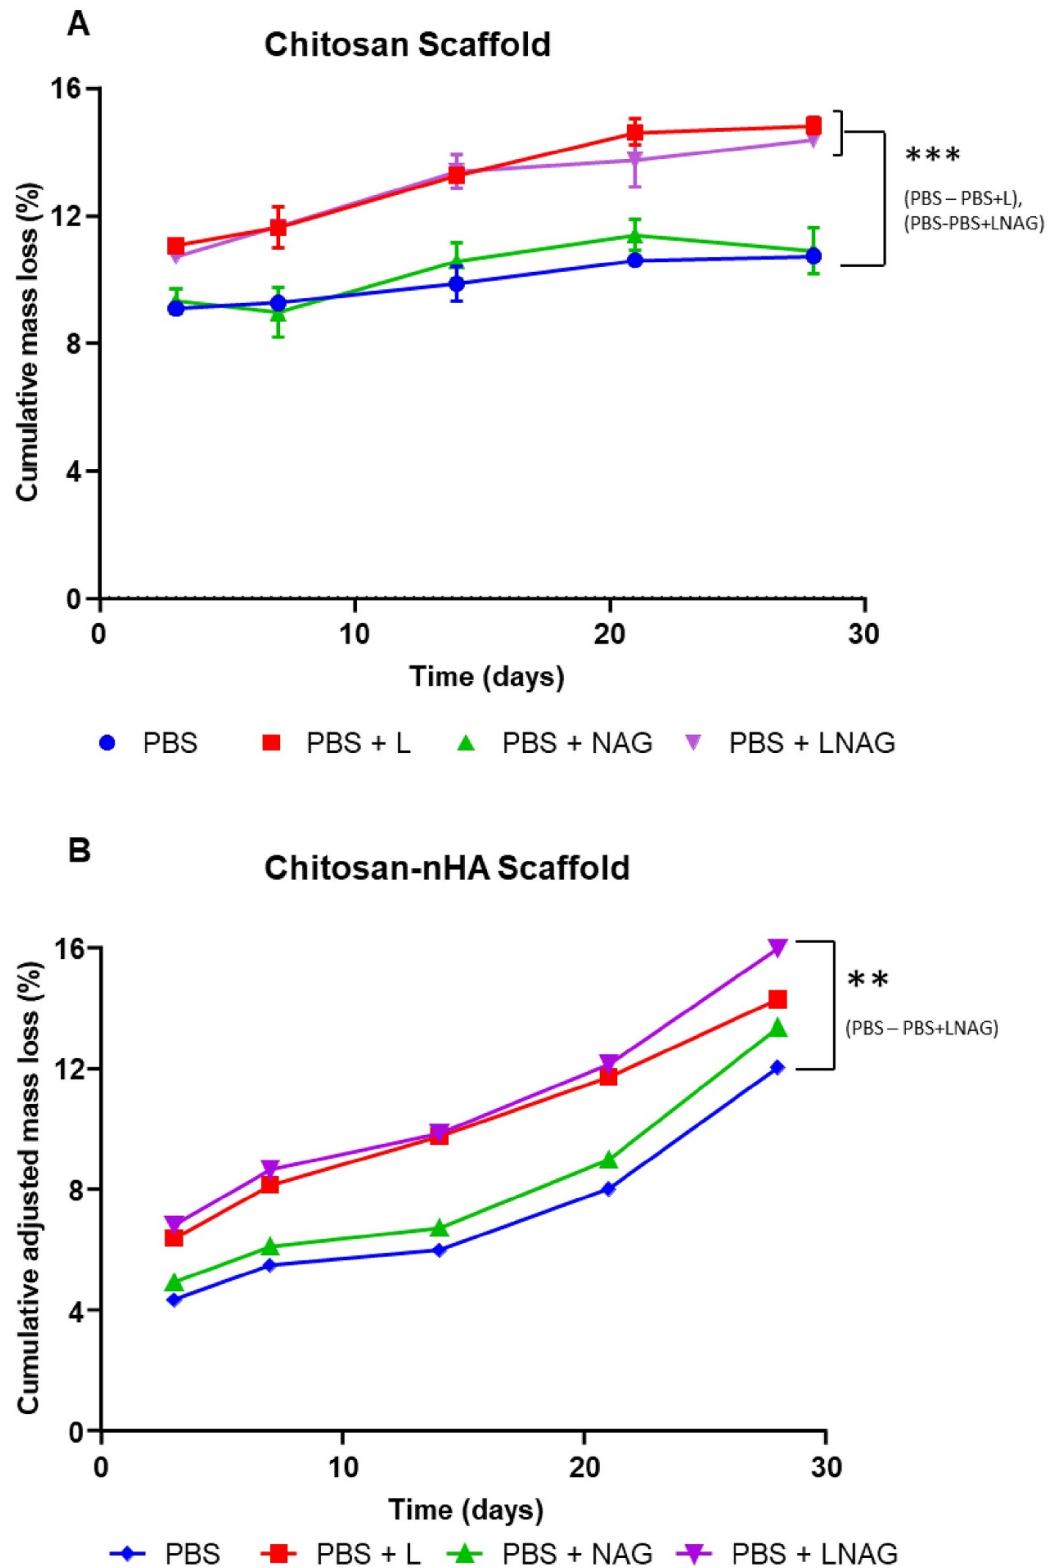 A
Chitosan Scaffold
16
12
8
4
0
Cumulative mass loss (%)
0 10 20 30
Time (days)
***
(PBS – PBS+L),
(PBS-PBS+LNAG)
PBS PBS + L PBS + NAG PBS + LNAG
B
Chitosan-nHA Scaffold
16
12
8
4
0
Cumulative adjusted mass loss (%)
0 10 20 30
Time (days)
**
(PBS – PBS+LNAG)
PBS PBS + L PBS + NAG PBS + LNAG